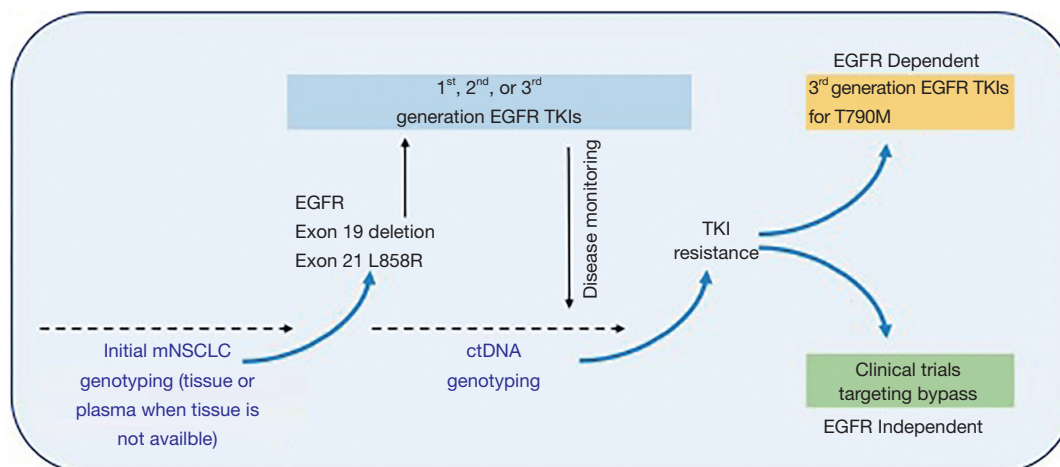 1st, 2nd, or 3rd
generation EGFR TKIs
EGFR
Exon 19 deletion
Exon 21 L858R
Initial mNSCLC
genotyping (tissue or
plasma when tissue is
not availble)
Disease monitoring
ctDNA
genotyping
TKI
resistance
EGFR Dependent
3rd generation EGFR TKIs
for T790M
Clinical trials
targeting bypass
EGFR Independent